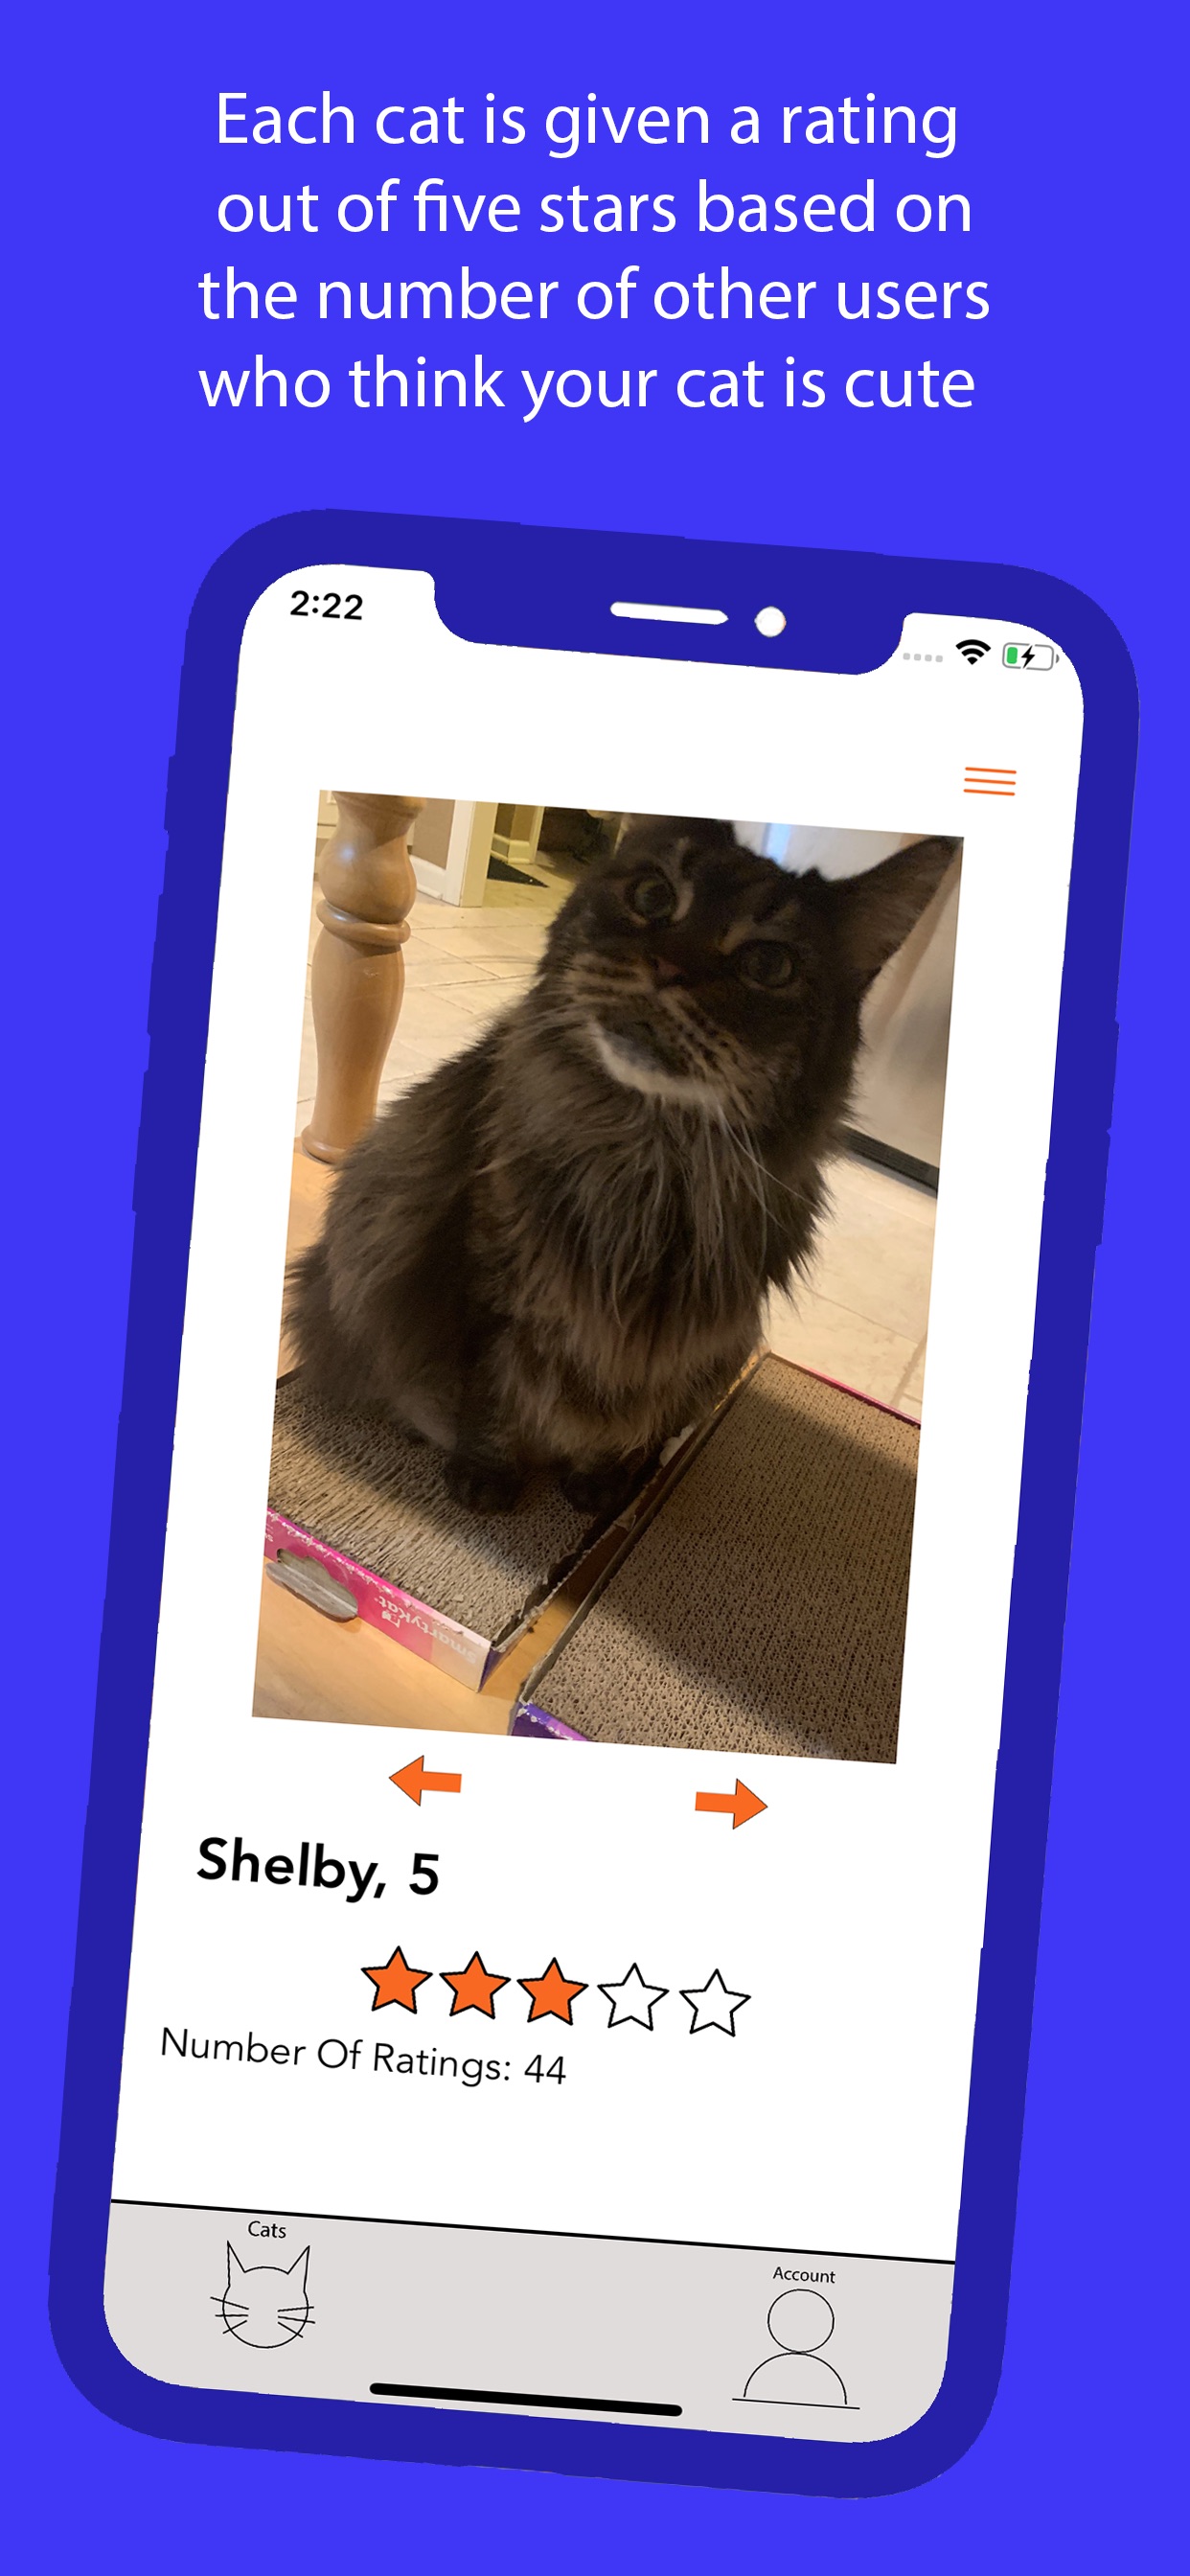 Each cat is given a rating
out of five stars based on
the number of other users
who think your cat is cute
2:22
SmartyKat
Shelby, 5
Number Of Ratings: 44
Cats
Account